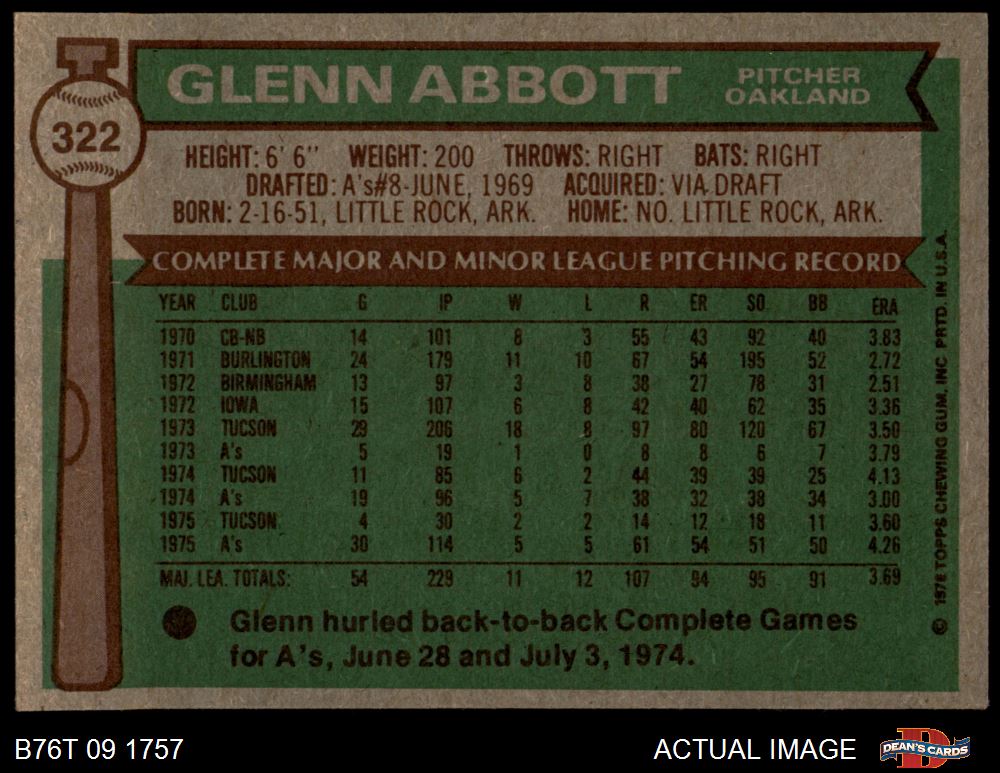 322
GLENN ABBOTT
PITCHER
OAKLAND
HEIGHT: 6' 6" WEIGHT: 200 THROWS: RIGHT BATS: RIGHT
DRAFTED: A's#8-JUNE, 1969 ACQUIRED: VIA DRAFT
BORN: 2-16-51, LITTLE ROCK, ARK. HOME: NO. LITTLE ROCK, ARK.
COMPLETE MAJOR AND MINOR LEAGUE PITCHING RECORD
YEAR CLUB G IP W L R ER SO BB ERA
1970 CB-NB 14 101 8 3 55 43 92 40 3.83
1971 BURLINGTON 24 179 11 10 67 54 195 52 2.72
1972 BIRMINGHAM 13 97 3 8 38 27 78 31 2.51
1972 IOWA 15 107 6 8 42 40 62 35 3.36
1973 TUCSON 29 206 18 8 97 80 120 67 3.50
1973 A's 5 19 1 0 8 8 6 7 3.79
1974 TUCSON 11 85 6 2 44 39 39 25 4.13
1974 A's 19 96 5 7 38 32 38 34 3.00
1975 TUCSON 4 30 2 2 14 12 18 11 3.60
1975 A's 30 114 5 5 61 54 51 50 4.26
MAJ. LEA. TOTALS: 54 229 11 12 107 94 95 91 3.69
Glenn hurled back-to-back Complete Games
for A's, June 28 and July 3, 1974.
© 1976 TOPPS CHEWING GUM, INC. PRTD. IN U.S.A.
B76T 09 1757
ACTUAL IMAGE
DEAN'S CARDS